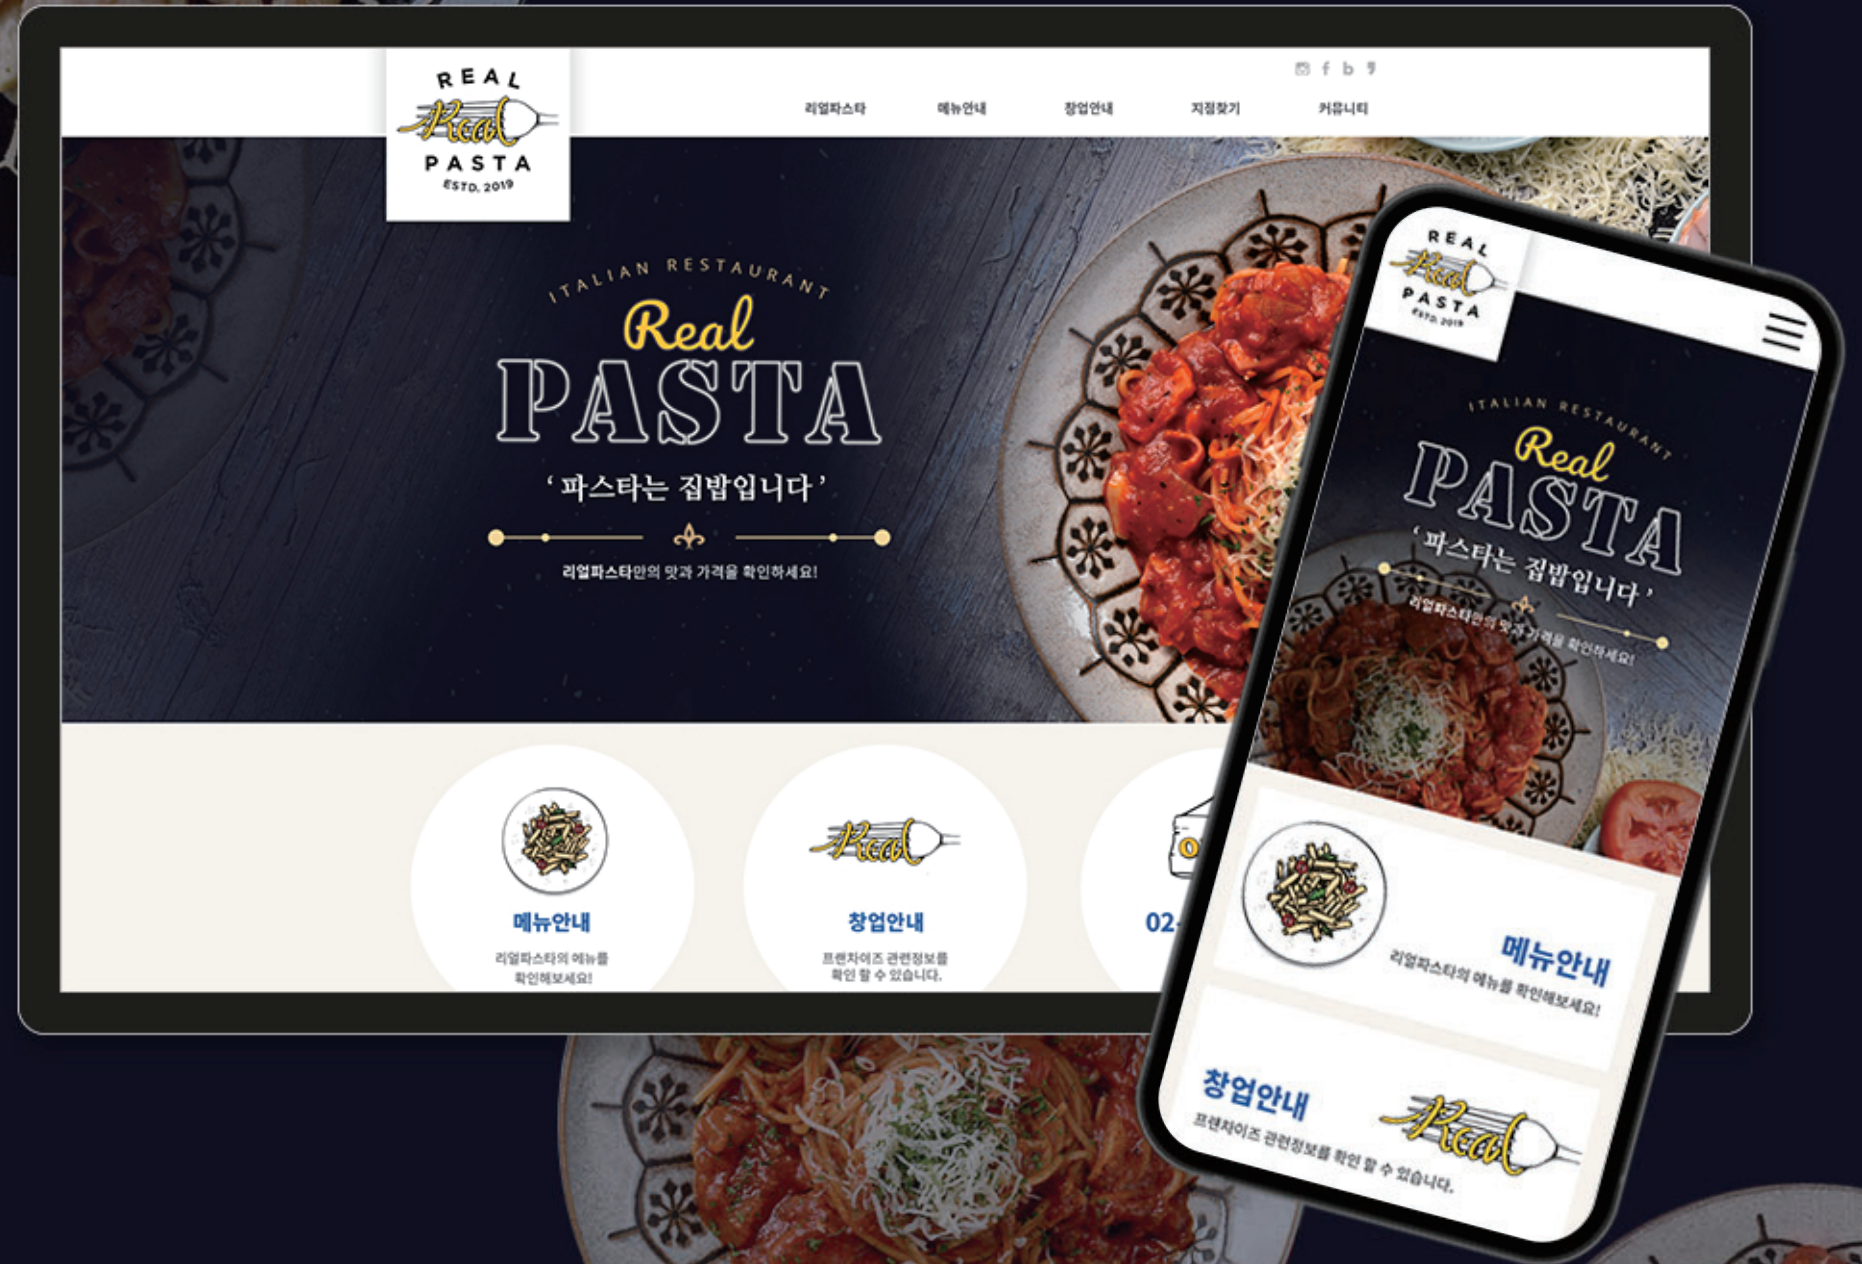 REAL
Real
PASTA
ESTD. 2019
리얼파스타 메뉴안내 창업안내 지점찾기 커뮤니티
ITALIAN RESTAURANT
Real
PASTA
‘ 파스타는 집밥입니다 ’
리얼파스타만의 맛과 가격을 확인하세요!
메뉴안내
리얼파스타의 메뉴를
확인해보세요!
창업안내
프랜차이즈 관련정보를
확인 할 수 있습니다.
02-
REAL
Real
PASTA
ESTD. 2019
ITALIAN RESTAURANT
Real
PASTA
‘ 파스타는 집밥입니다 ’
리얼파스타만의 맛과 가격을 확인하세요!
메뉴안내
리얼파스타의 메뉴를 확인해보세요!
창업안내
프랜차이즈 관련정보를 확인 할 수 있습니다.
Real